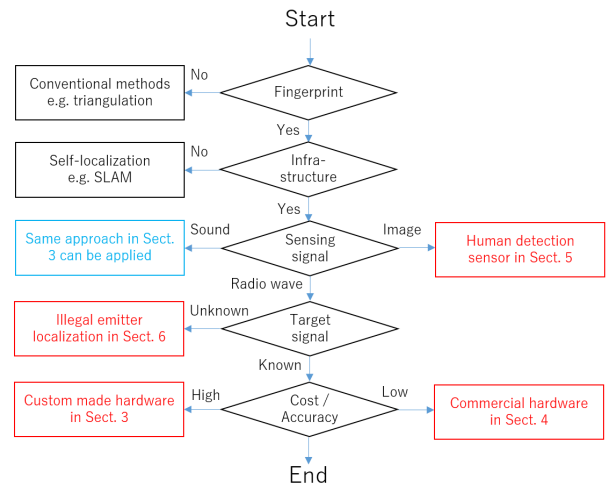 Start
Conventional methods
e.g. triangulation
No
Fingerprint
Yes
Self-localization
e.g. SLAM
No
Infra-
structure
Yes
Same approach in Sect.
3 can be applied
Sound
Sensing
signal
Image
Human detection
sensor in Sect. 5
Radio wave
Illegal emitter
localization in Sect. 6
Unknown
Target
signal
Known
Custom made hardware
in Sect. 3
High
Cost /
Accuracy
Low
Commercial hardware
in Sect. 4
End